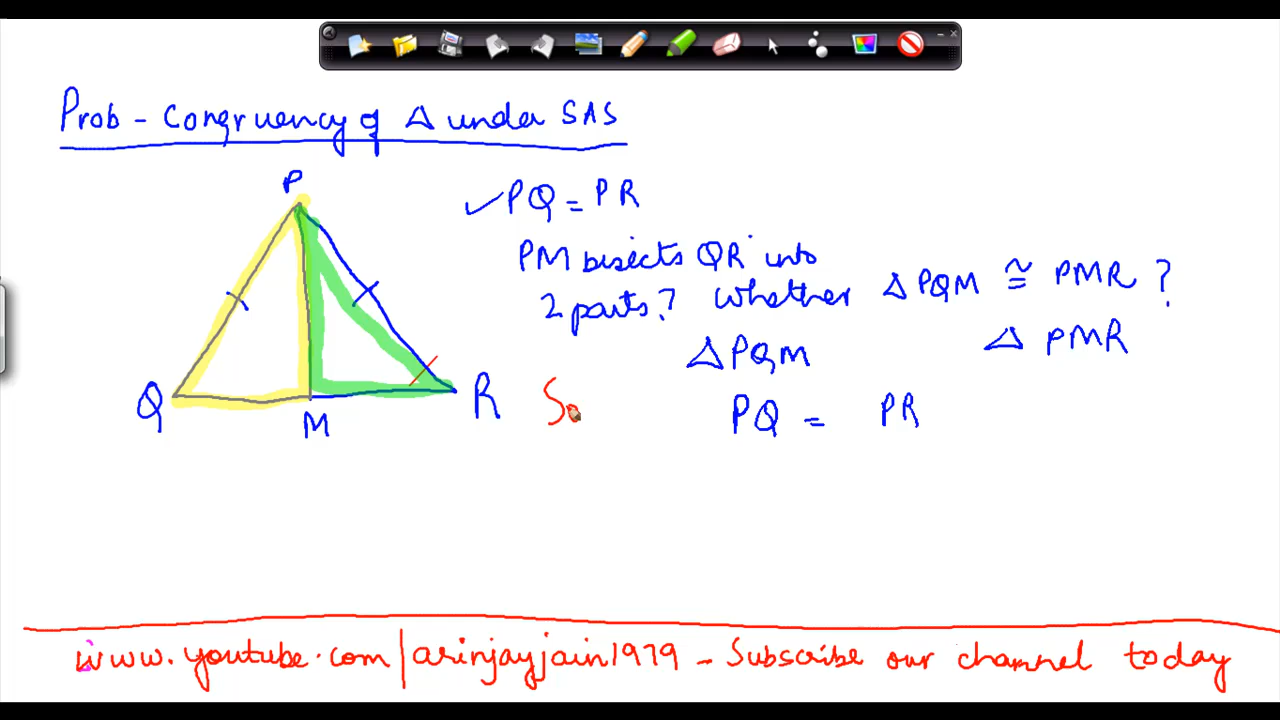 Prob - Congruency of Δ under SAS
P
Q
M
R
✓PQ = PR
PM bisects QR into
2 parts? Whether Δ PQM ≅ PMR ?
Δ PQM Δ PMR
S PQ = PR
www.youtube.com/arinjayjain1979 - Subscribe our channel today